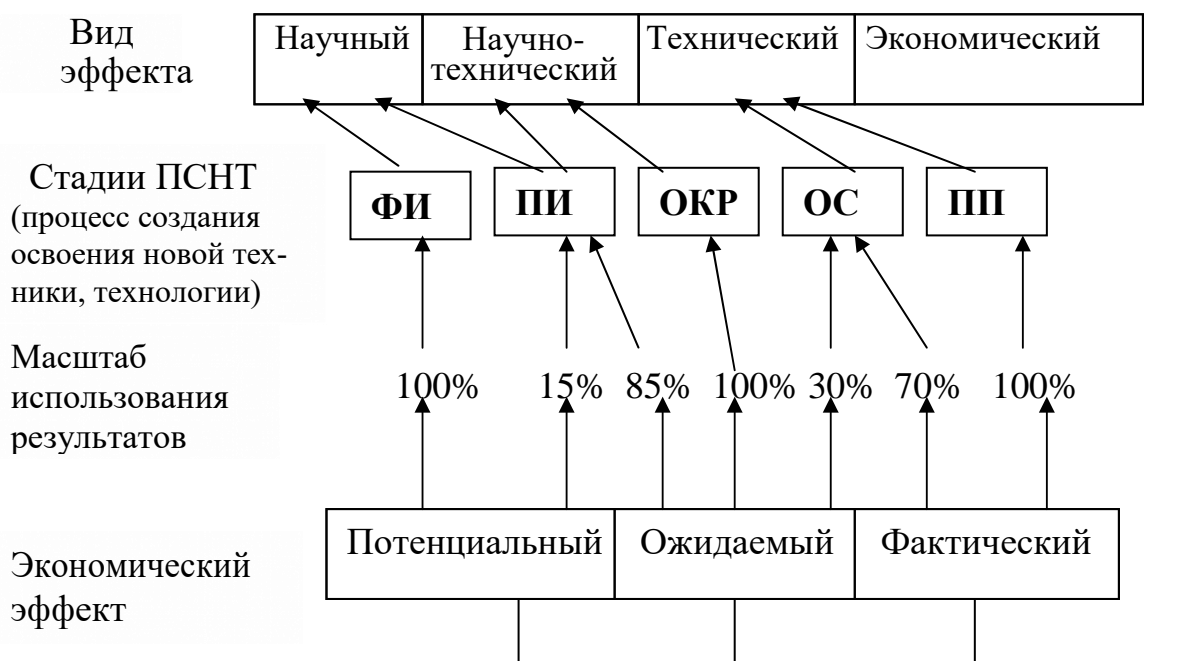 Вид
эффекта
Научный
Научно-
технический
Технический
Экономический
Стадии ПСНТ
(процесс создания
освоения новой тех-
ники, технологии)
ФИ
ПИ
ОКР
ОС
ПП
Масштаб
использования
результатов
100% 15% 85% 100% 30% 70% 100%
Экономический
эффект
Потенциальный
Ожидаемый
Фактический